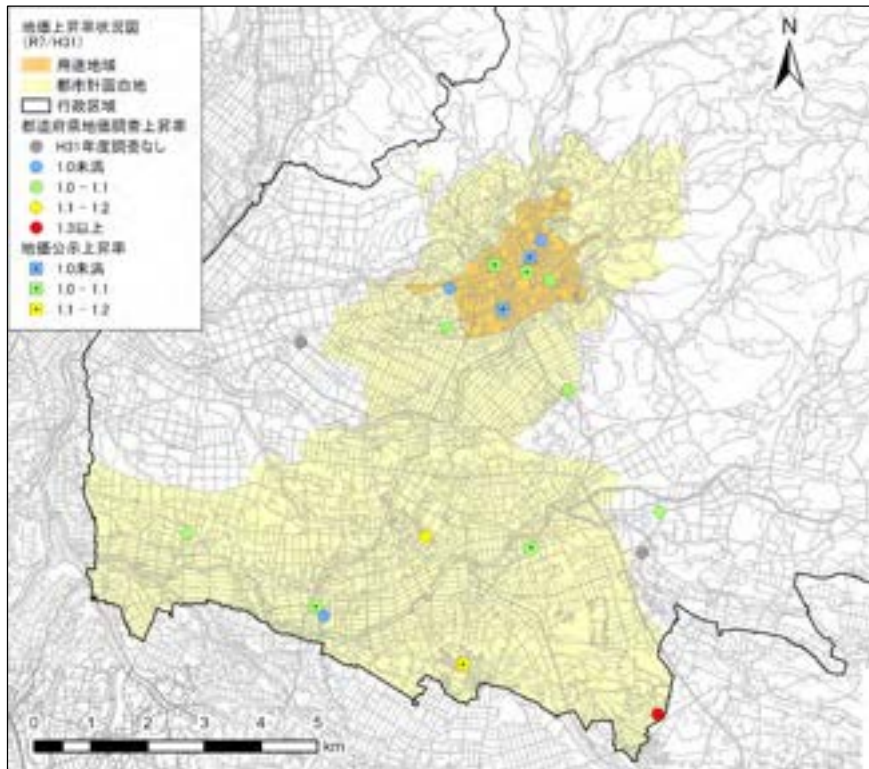 地価上昇率状況図
(R7/H31)
用途地域
都市計画白地
行政区域
都道府県地価調査上昇率
H31年度調査なし
1.0未満
1.0 - 1.1
1.1 - 1.2
1.3以上
地価公示上昇率
1.0未満
1.0 - 1.1
1.1 - 1.2
N
0 1 2 3 4 5
km